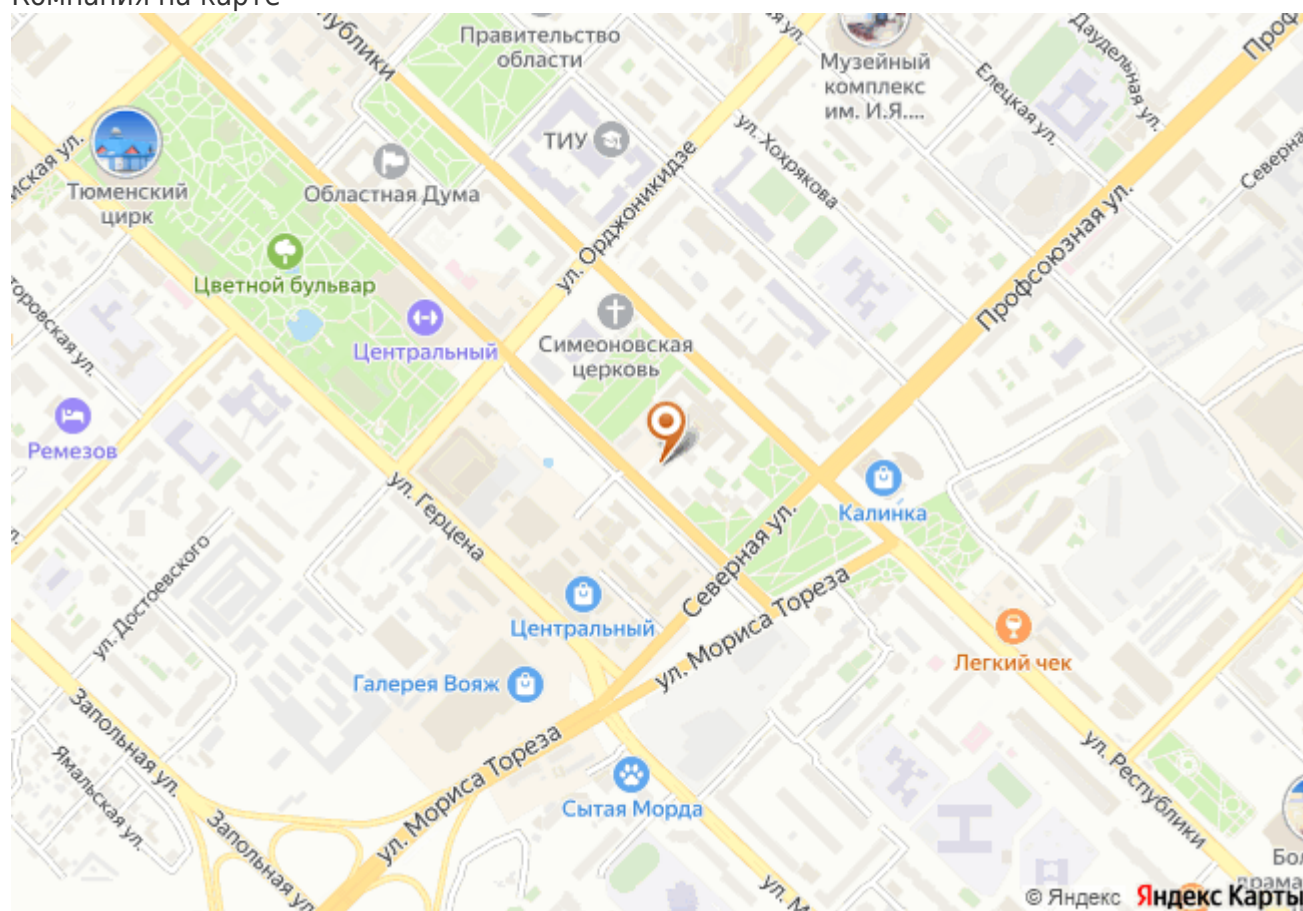 Компания на карте
Правительство
области
Музейный
комплекс
им. И.Я....
Даудельная ул.
Елецкая ул.
ТИУ
ул. Хохрякова
Тюменский
цирк
Областная Дума
ул. Орджоникидзе
Профсоюзная ул.
Цветной бульвар
Симеоновская
церковь
Центральный
Ремезов
ул. Герцена
Калинка
ул. Достоевского
Северная ул.
Центральный
ул. Мориса Тореза
Легкий чек
Галерея Вояж
Запольная ул.
Ямальская ул.
ул. Мориса Тореза
Сытая Морда
ул. Республики
Запольная ул.
© Яндекс Яндекс Карты